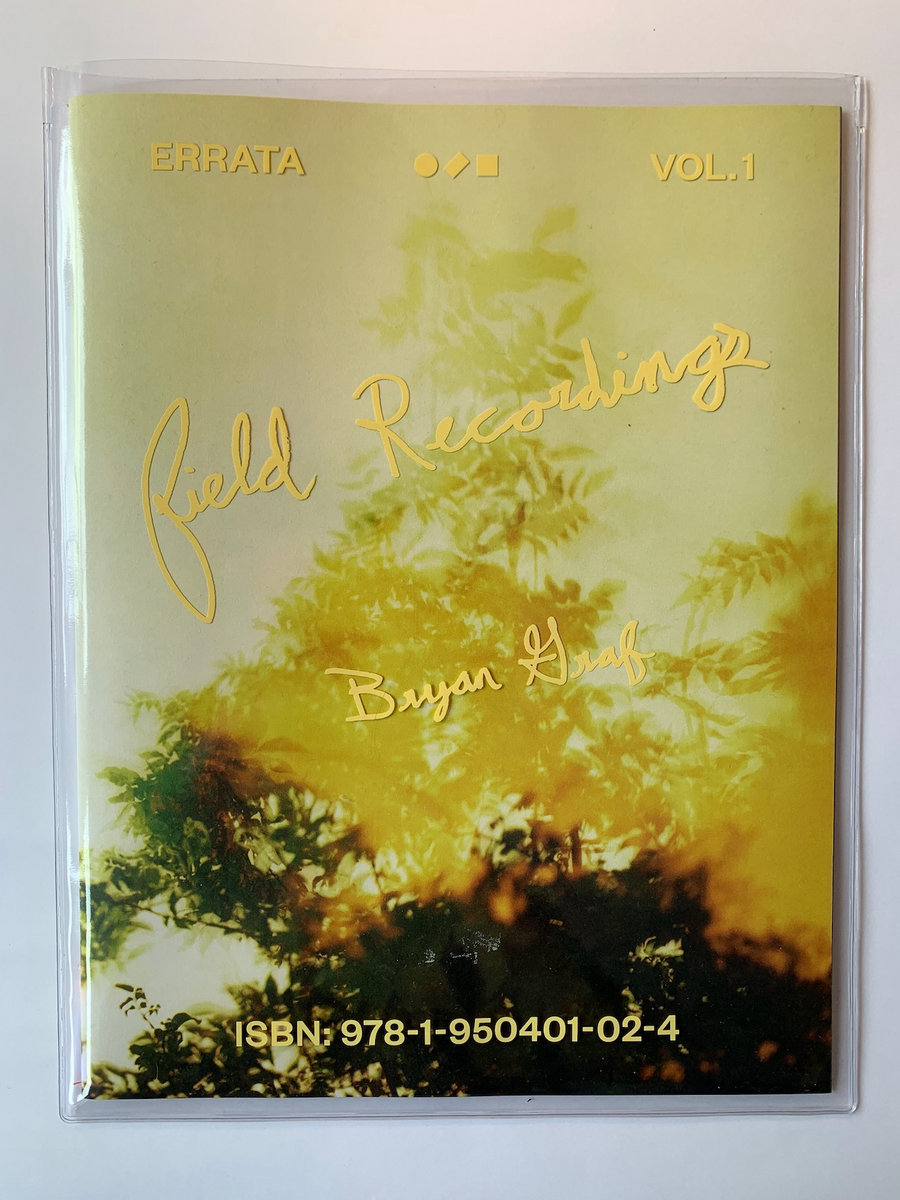 ERRATA VOL.1
Field Recordings
Bryan Graf
ISBN: 978-1-950401-02-4